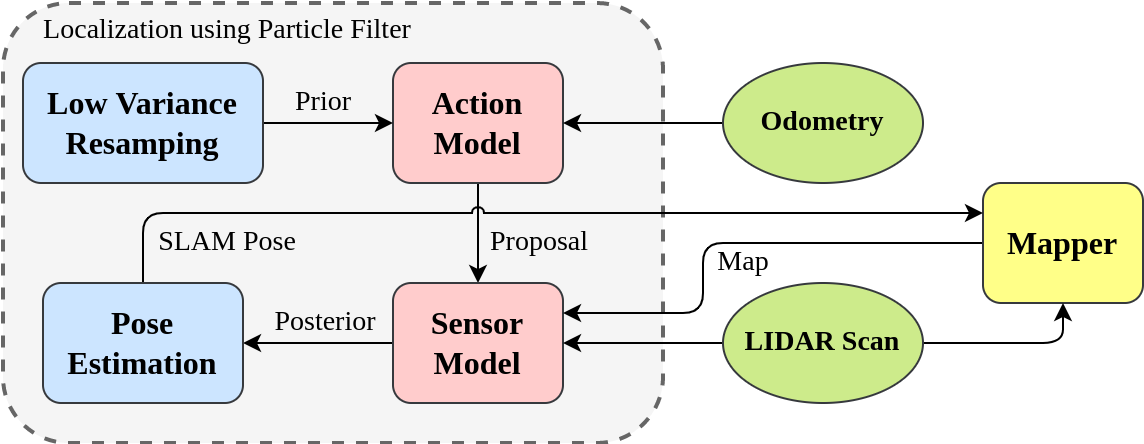 Localization using Particle Filter
Low Variance
Resamping
Prior
Action
Model
Odometry
SLAM Pose
Proposal
Map
Mapper
Pose
Estimation
Posterior
Sensor
Model
LIDAR Scan